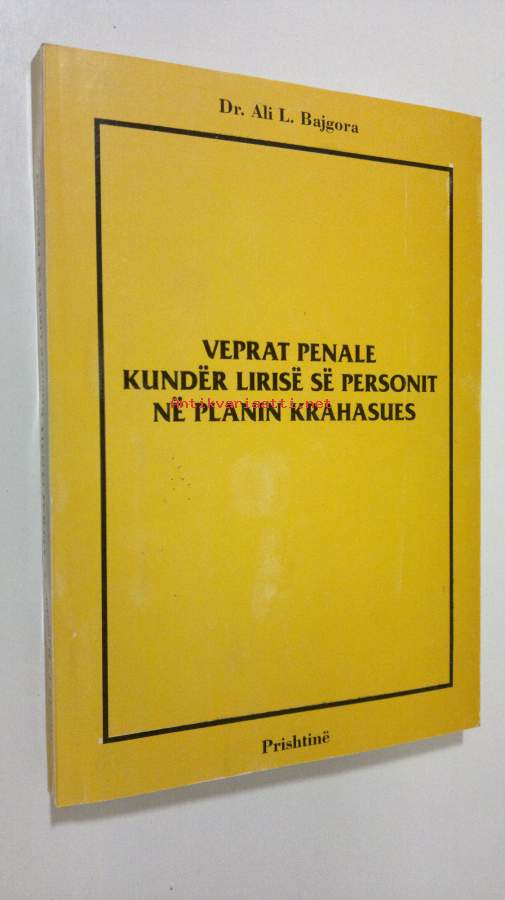 Dr. Ali L. Bajgora
VEPRAT PENALE
KUNDËR LIRISË SË PERSONIT
antikvariaatti.net
NË PLANIN KRAHASUES
Prishtinë